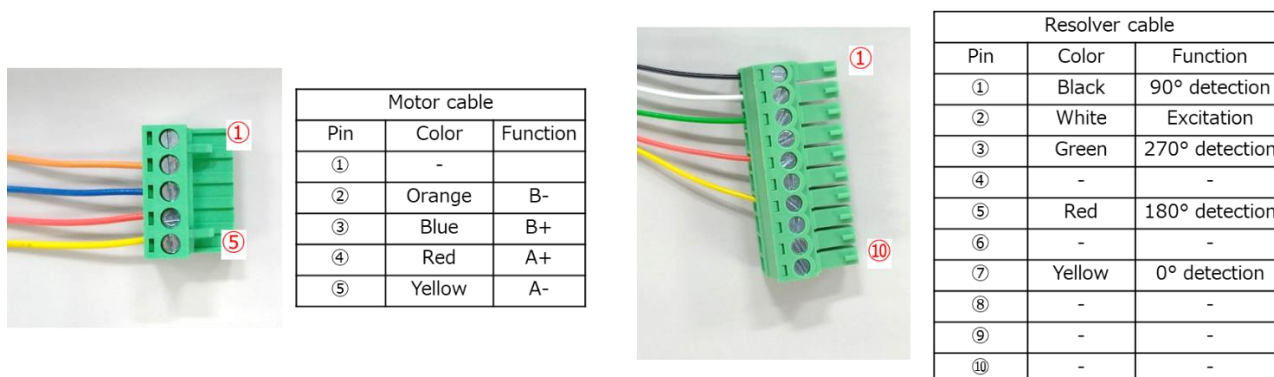 ①
⑤
Motor cable
Pin Color Function
① -
② Orange B-
③ Blue B+
④ Red A+
⑤ Yellow A-
①
⑩
Resolver cable
Pin Color Function
① Black 90° detection
② White Excitation
③ Green 270° detection
④ - -
⑤ Red 180° detection
⑥ - -
⑦ Yellow 0° detection
⑧ - -
⑨ - -
⑩ - -